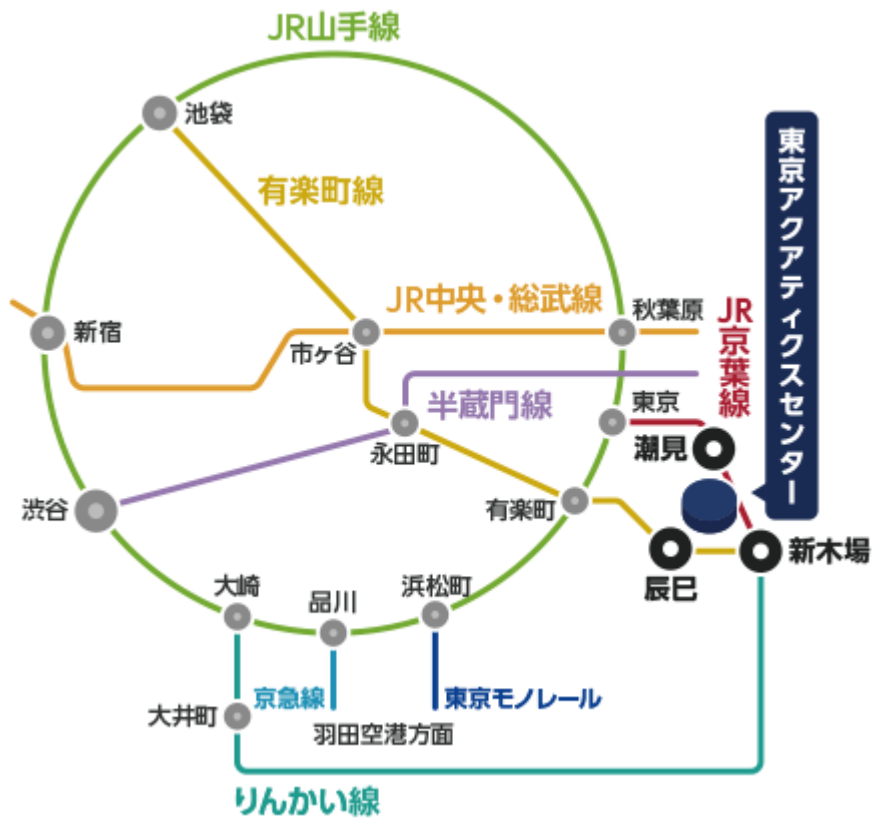 JR山手線
池袋
有楽町線
東京アクアティクスセンター
JR中央・総武線
秋葉原
JR京葉線
新宿
市ヶ谷
半蔵門線
東京
永田町
潮見
渋谷
有楽町
新木場
辰巳
大崎
品川
浜松町
京急線
東京モノレール
大井町
羽田空港方面
りんかい線